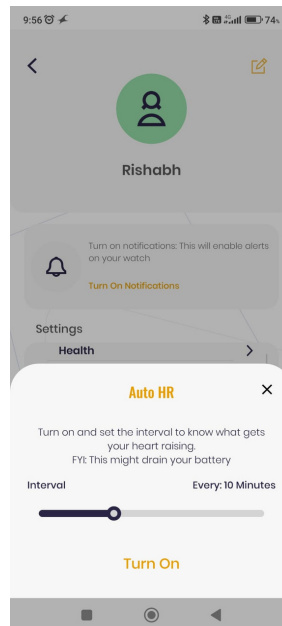 9:56
4G
74%
Rishabh
Turn on notifications: This will enable alerts
on your watch
Turn On Notifications
Settings
Health
Auto HR
Turn on and set the interval to know what gets
your heart raising.
FYI: This might drain your battery
Interval
Every: 10 Minutes
Turn On